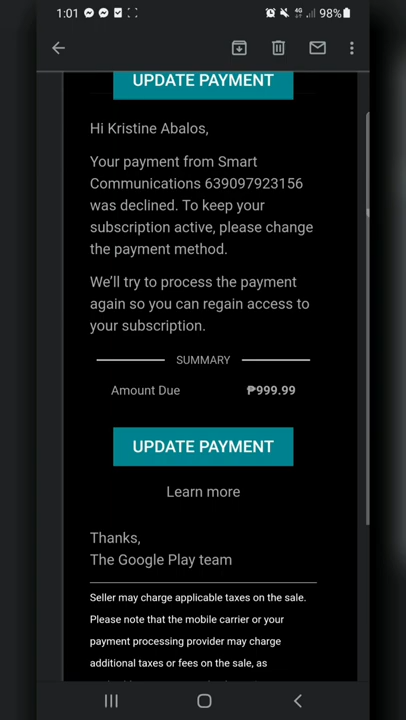 1:01 98%
UPDATE PAYMENT
Hi Kristine Abalos,
Your payment from Smart
Communications 639097923156
was declined. To keep your
subscription active, please change
the payment method.
We'll try to process the payment
again so you can regain access to
your subscription.
SUMMARY
Amount Due ₱999.99
UPDATE PAYMENT
Learn more
Thanks,
The Google Play team
Seller may charge applicable taxes on the sale.
Please note that the mobile carrier or your
payment processing provider may charge
additional taxes or fees on the sale, as